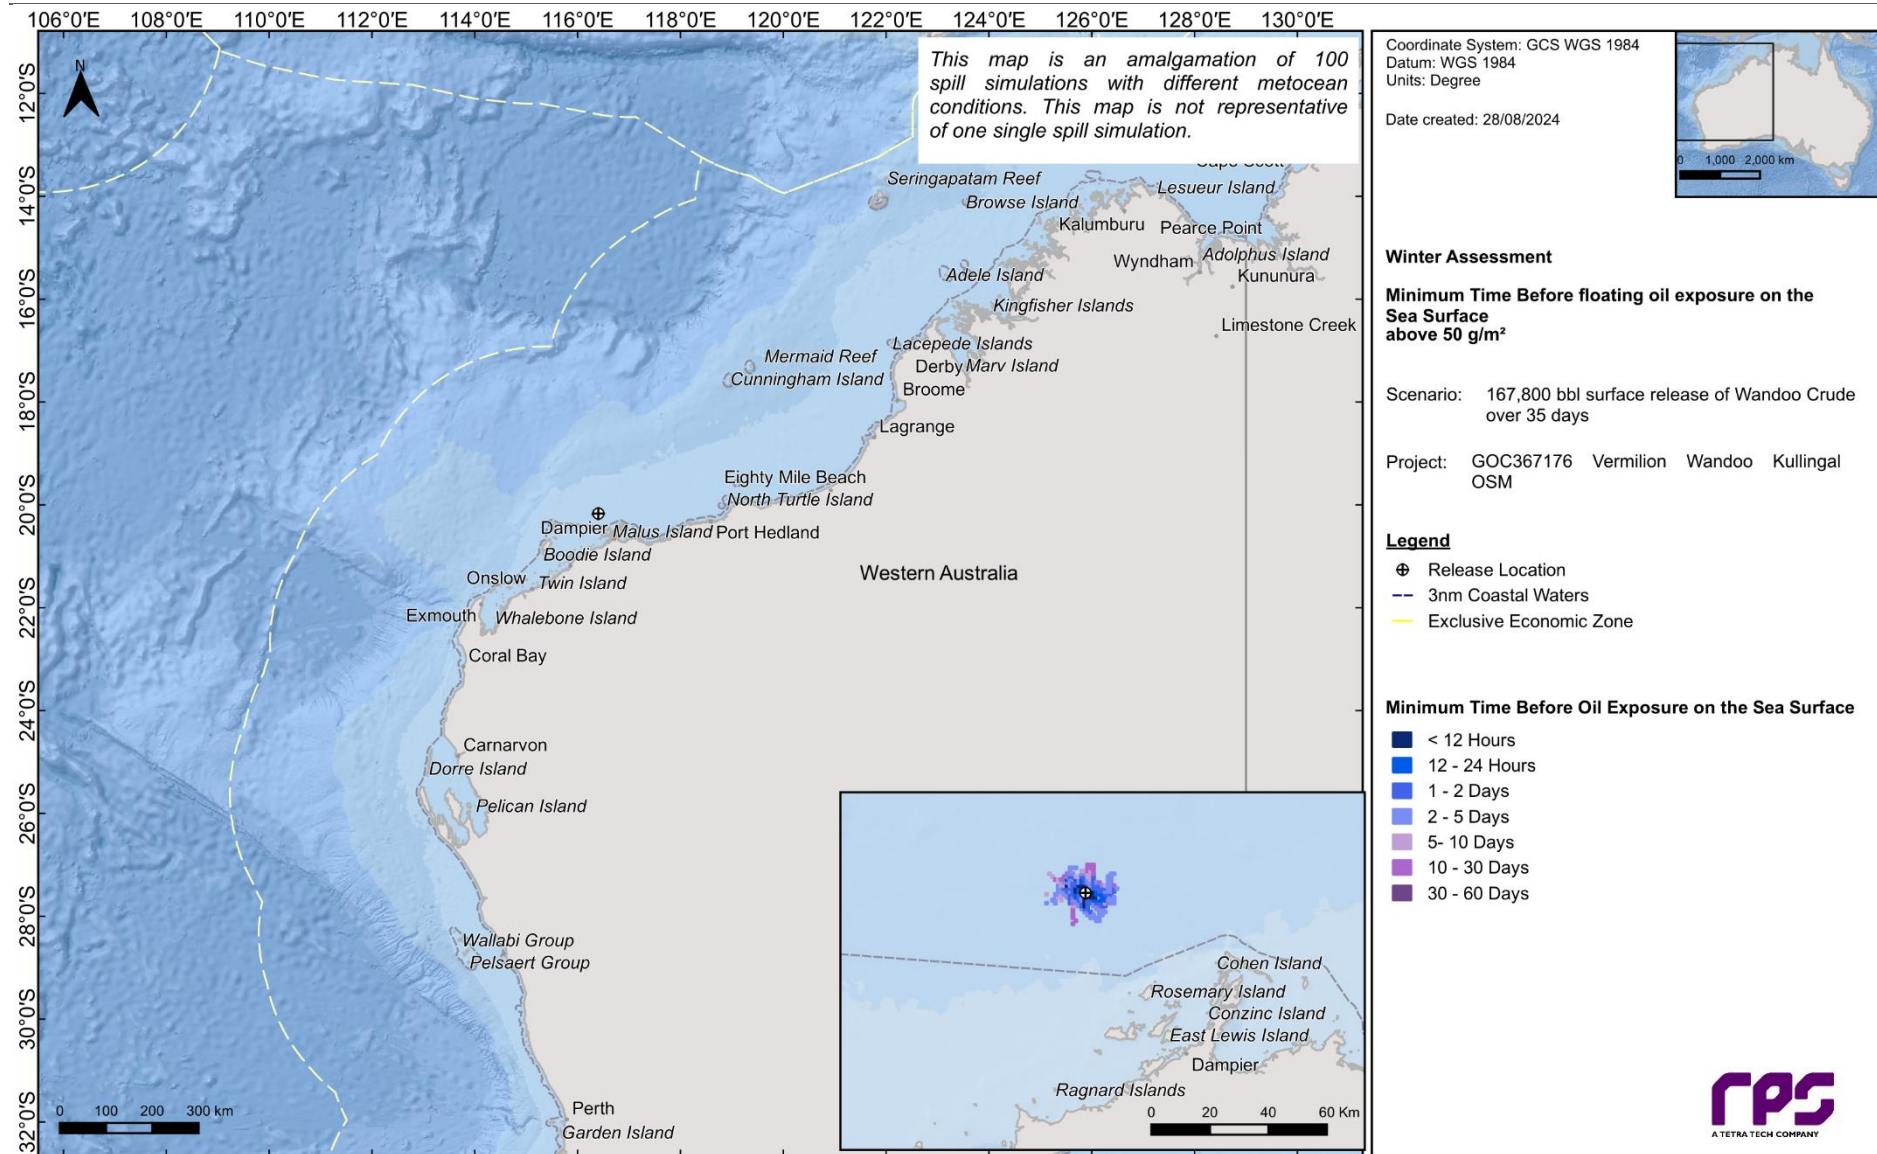 106°0'E 108°0'E 110°0'E 112°0'E 114°0'E 116°0'E 118°0'E 120°0'E 122°0'E 124°0'E 126°0'E 128°0'E 130°0'E
12°0'S
14°0'S
16°0'S
18°0'S
20°0'S
22°0'S
24°0'S
26°0'S
28°0'S
30°0'S
32°0'S
N
This map is an amalgamation of 100
spill simulations with different metocean
conditions. This map is not representative
of one single spill simulation.
Cape Scott
Seringapatam Reef
Lesueur Island
Browse Island
Kalumburu
Pearce Point
Adolphus Island
Wyndham
Kununura
Adele Island
Kingfisher Islands
Limestone Creek
Lacepede Islands
Mermaid Reef
Derby
Mary Island
Cunningham Island
Broome
Lagrange
Eighty Mile Beach
North Turtle Island
Dampier
Malus Island
Port Hedland
Boodie Island
Western Australia
Onslow
Twin Island
Exmouth
Whalebone Island
Coral Bay
Carnarvon
Dorre Island
Pelican Island
Wallabi Group
Pelsaert Group
Perth
Garden Island
0 100 200 300 km
Cohen Island
Rosemary Island
Conzinc Island
East Lewis Island
Dampier
Ragnard Islands
0 20 40 60 Km
Coordinate System: GCS WGS 1984
Datum: WGS 1984
Units: Degree
Date created: 28/08/2024
0 1,000 2,000 km
Winter Assessment
Minimum Time Before floating oil exposure on the
Sea Surface
above 50 g/m²
Scenario: 167,800 bbl surface release of Wandoo Crude
over 35 days
Project: GOC367176 Vermilion Wandoo Kullingal
OSM
Legend
Release Location
3nm Coastal Waters
Exclusive Economic Zone
Minimum Time Before Oil Exposure on the Sea Surface
< 12 Hours
12 - 24 Hours
1 - 2 Days
2 - 5 Days
5- 10 Days
10 - 30 Days
30 - 60 Days
rps
A TETRA TECH COMPANY